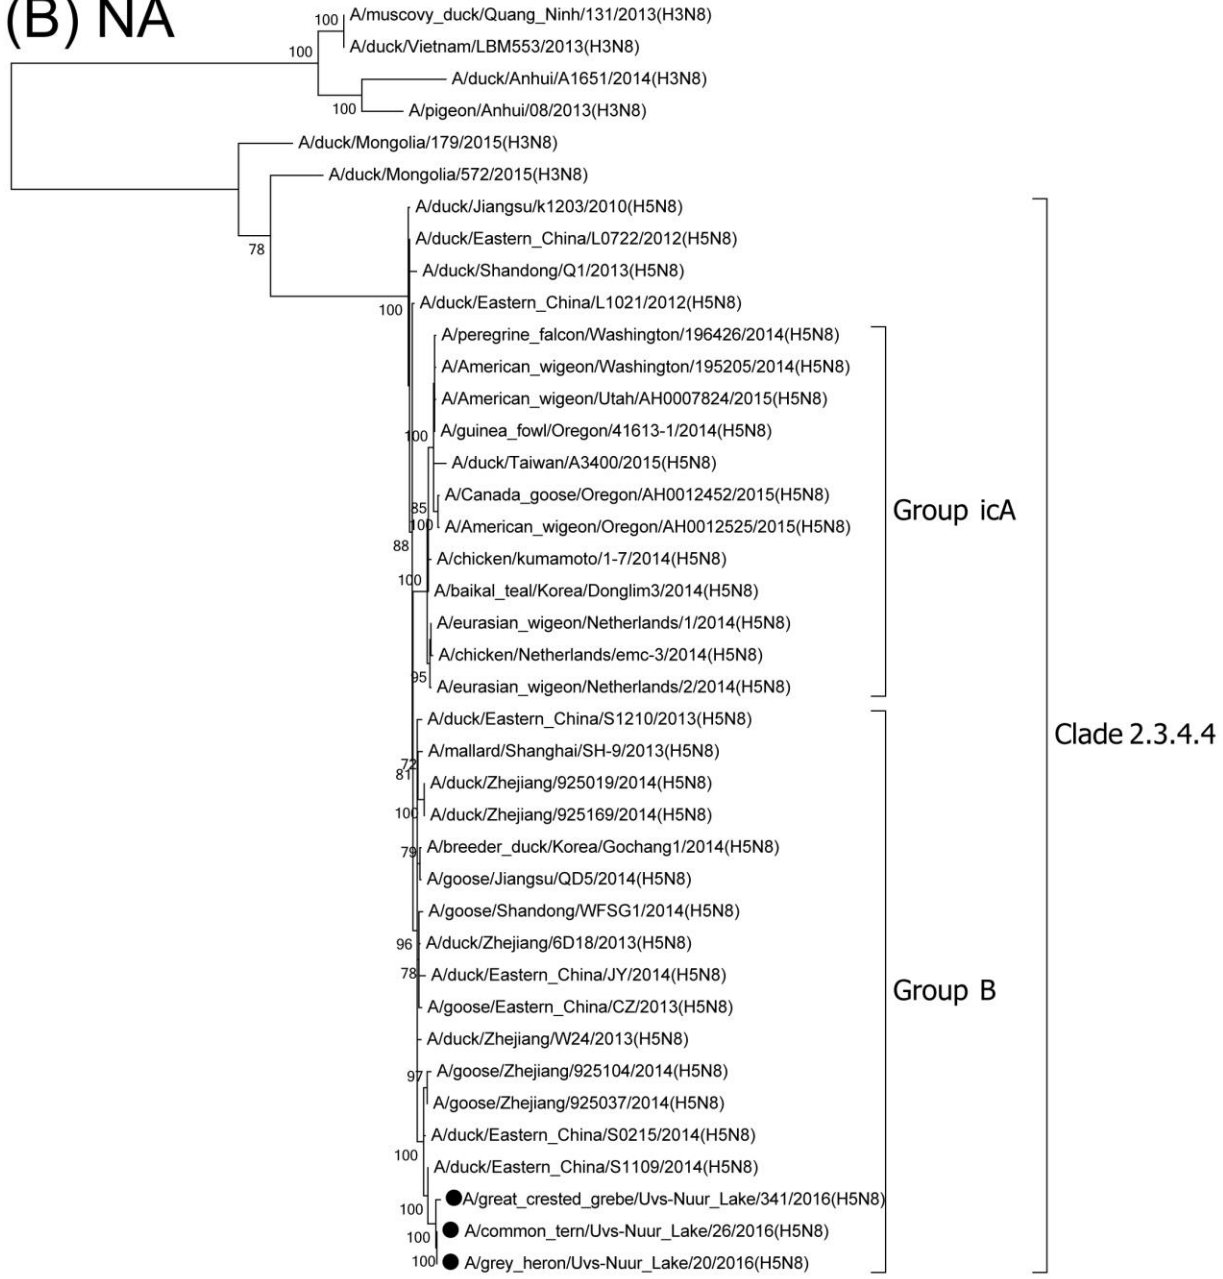 (B) NA
100
A/muscovy_duck/Quang_Ninh/131/2013(H3N8)
A/duck/Vietnam/LBM553/2013(H3N8)
100
A/duck/Anhui/A1651/2014(H3N8)
100
A/pigeon/Anhui/08/2013(H3N8)
A/duck/Mongolia/179/2015(H3N8)
A/duck/Mongolia/572/2015(H3N8)
A/duck/Jiangsu/k1203/2010(H5N8)
A/duck/Eastern_China/L0722/2012(H5N8)
78
A/duck/Shandong/Q1/2013(H5N8)
A/duck/Eastern_China/L1021/2012(H5N8)
100
A/peregrine_falcon/Washington/196426/2014(H5N8)
A/American_wigeon/Washington/195205/2014(H5N8)
A/American_wigeon/Utah/AH0007824/2015(H5N8)
100
A/guinea_fowl/Oregon/41613-1/2014(H5N8)
A/duck/Taiwan/A3400/2015(H5N8)
A/Canada_goose/Oregon/AH0012452/2015(H5N8)
85
Group icA
100
A/American_wigeon/Oregon/AH0012525/2015(H5N8)
88
A/chicken/kumamoto/1-7/2014(H5N8)
100
A/baikal_teal/Korea/Donglim3/2014(H5N8)
A/eurasian_wigeon/Netherlands/1/2014(H5N8)
A/chicken/Netherlands/emc-3/2014(H5N8)
95
A/eurasian_wigeon/Netherlands/2/2014(H5N8)
A/duck/Eastern_China/S1210/2013(H5N8)
Clade 2.3.4.4
A/mallard/Shanghai/SH-9/2013(H5N8)
72
81
A/duck/Zhejiang/925019/2014(H5N8)
100
A/duck/Zhejiang/925169/2014(H5N8)
79
A/breeder_duck/Korea/Gochang1/2014(H5N8)
A/goose/Jiangsu/QD5/2014(H5N8)
A/goose/Shandong/WFSG1/2014(H5N8)
96
A/duck/Zhejiang/6D18/2013(H5N8)
78
A/duck/Eastern_China/JY/2014(H5N8)
Group B
A/goose/Eastern_China/CZ/2013(H5N8)
A/duck/Zhejiang/W24/2013(H5N8)
97
A/goose/Zhejiang/925104/2014(H5N8)
A/goose/Zhejiang/925037/2014(H5N8)
A/duck/Eastern_China/S0215/2014(H5N8)
100
A/duck/Eastern_China/S1109/2014(H5N8)
A/great_crested_grebe/Uvs-Nuur_Lake/341/2016(H5N8)
100
A/common_tern/Uvs-Nuur_Lake/26/2016(H5N8)
100
100
A/grey_heron/Uvs-Nuur_Lake/20/2016(H5N8)